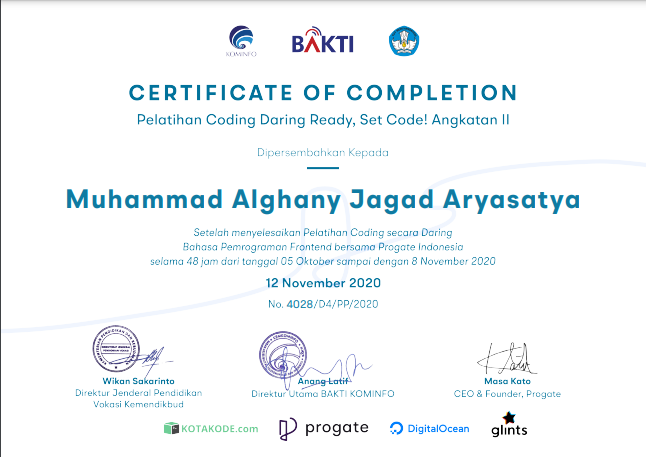 KOMINFO
BAKTI
CERTIFICATE OF COMPLETION
Pelatihan Coding Daring Ready, Set Code! Angkatan II
Dipersembahkan Kepada
Muhammad Alghany Jagad Aryasatya
Setelah menyelesaikan Pelatihan Coding secara Daring
Bahasa Pemrograman Frontend bersama Progate Indonesia
selama 48 jam dari tanggal 05 Oktober sampai dengan 8 November 2020
12 November 2020
No. 4028/D4/PP/2020
Wikan Sakarinto
Direktur Jenderal Pendidikan
Vokasi Kemendikbud
Anang Latif
Direktur Utama BAKTI KOMINFO
Masa Kato
CEO & Founder, Progate
KOTAKODE.com
progate
DigitalOcean
glints